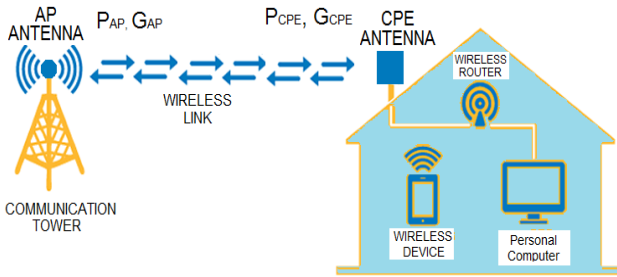 AP
ANTENNA
PAP, GAP
PCPE, GCPE
CPE
ANTENNA
WIRELESS
ROUTER
WIRELESS
LINK
COMMUNICATION
TOWER
WIRELESS
DEVICE
Personal
Computer